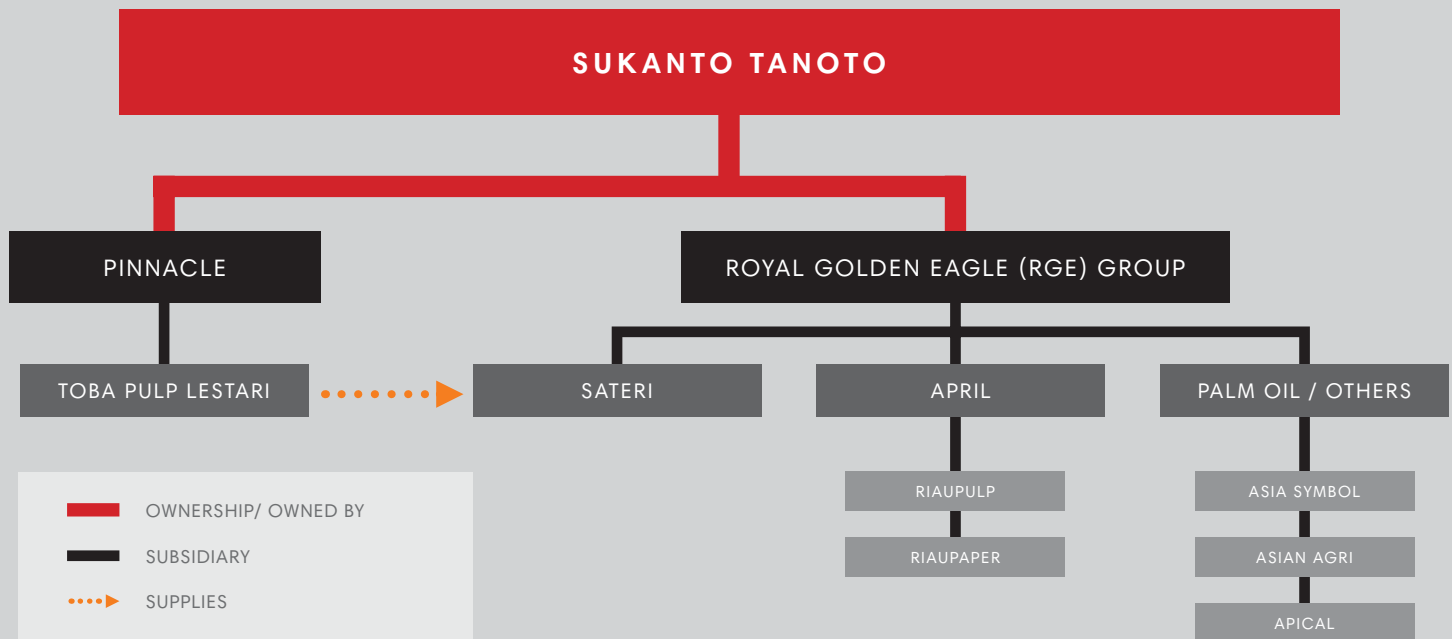 SUKANTO TANOTO
PINNACLE
ROYAL GOLDEN EAGLE (RGE) GROUP
TOBA PULP LESTARI
SATERI
APRIL
PALM OIL / OTHERS
RIAUPULP
ASIA SYMBOL
RIAUPAPER
ASIAN AGRI
APICAL
OWNERSHIP/ OWNED BY
SUBSIDIARY
SUPPLIES